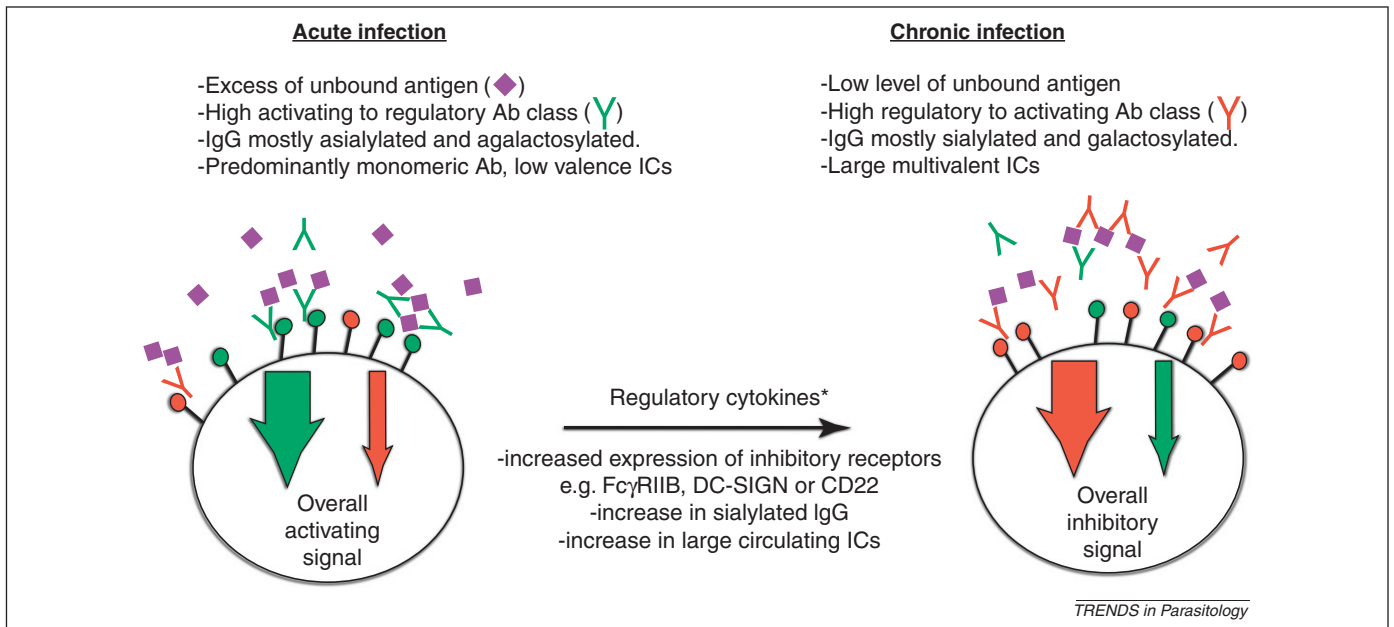 Acute infection
-Excess of unbound antigen ( )
-High activating to regulatory Ab class ( )
-IgG mostly asialylated and agalactosylated.
-Predominantly monomeric Ab, low valence ICs
Chronic infection
-Low level of unbound antigen
-High regulatory to activating Ab class ( )
-IgG mostly sialylated and galactosylated.
-Large multivalent ICs
Overall
activating
signal
Regulatory cytokines*
-increased expression of inhibitory receptors
e.g. FcγRIIB, DC-SIGN or CD22
-increase in sialylated IgG
-increase in large circulating ICs
Overall
inhibitory
signal
TRENDS in Parasitology